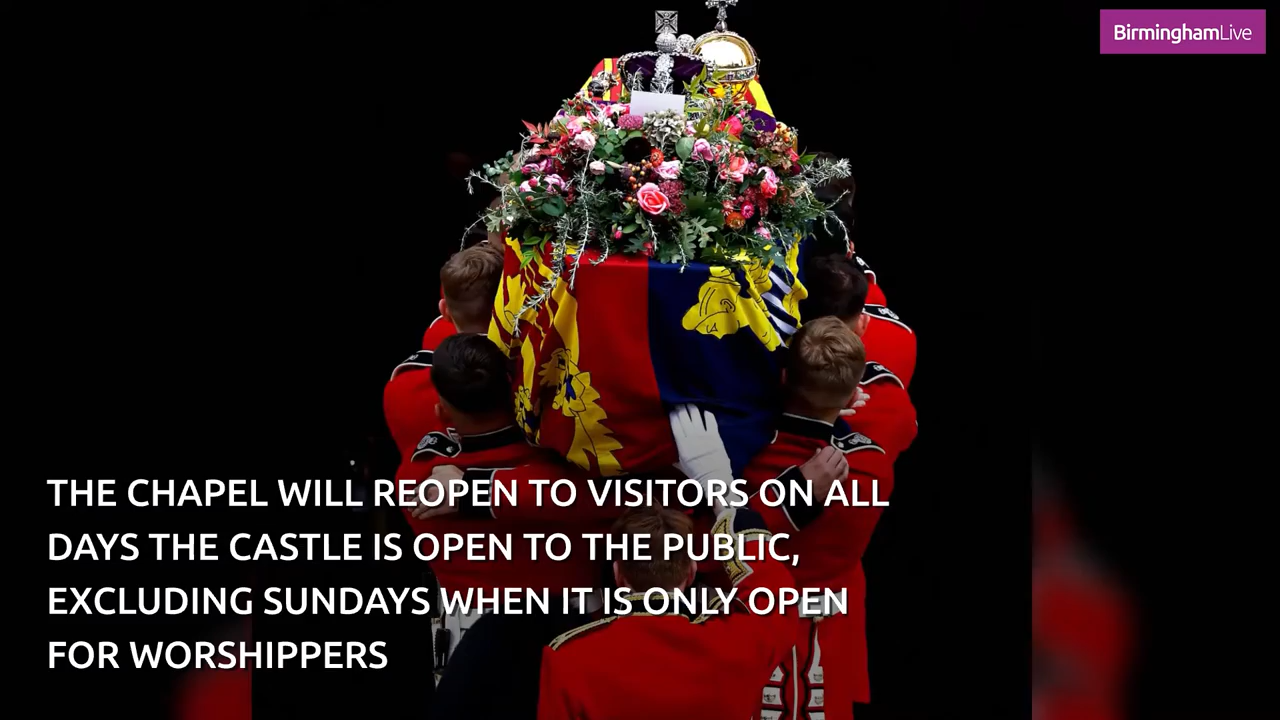 BirminghamLive
THE CHAPEL WILL REOPEN TO VISITORS ON ALL
DAYS THE CASTLE IS OPEN TO THE PUBLIC,
EXCLUDING SUNDAYS WHEN IT IS ONLY OPEN
FOR WORSHIPPERS